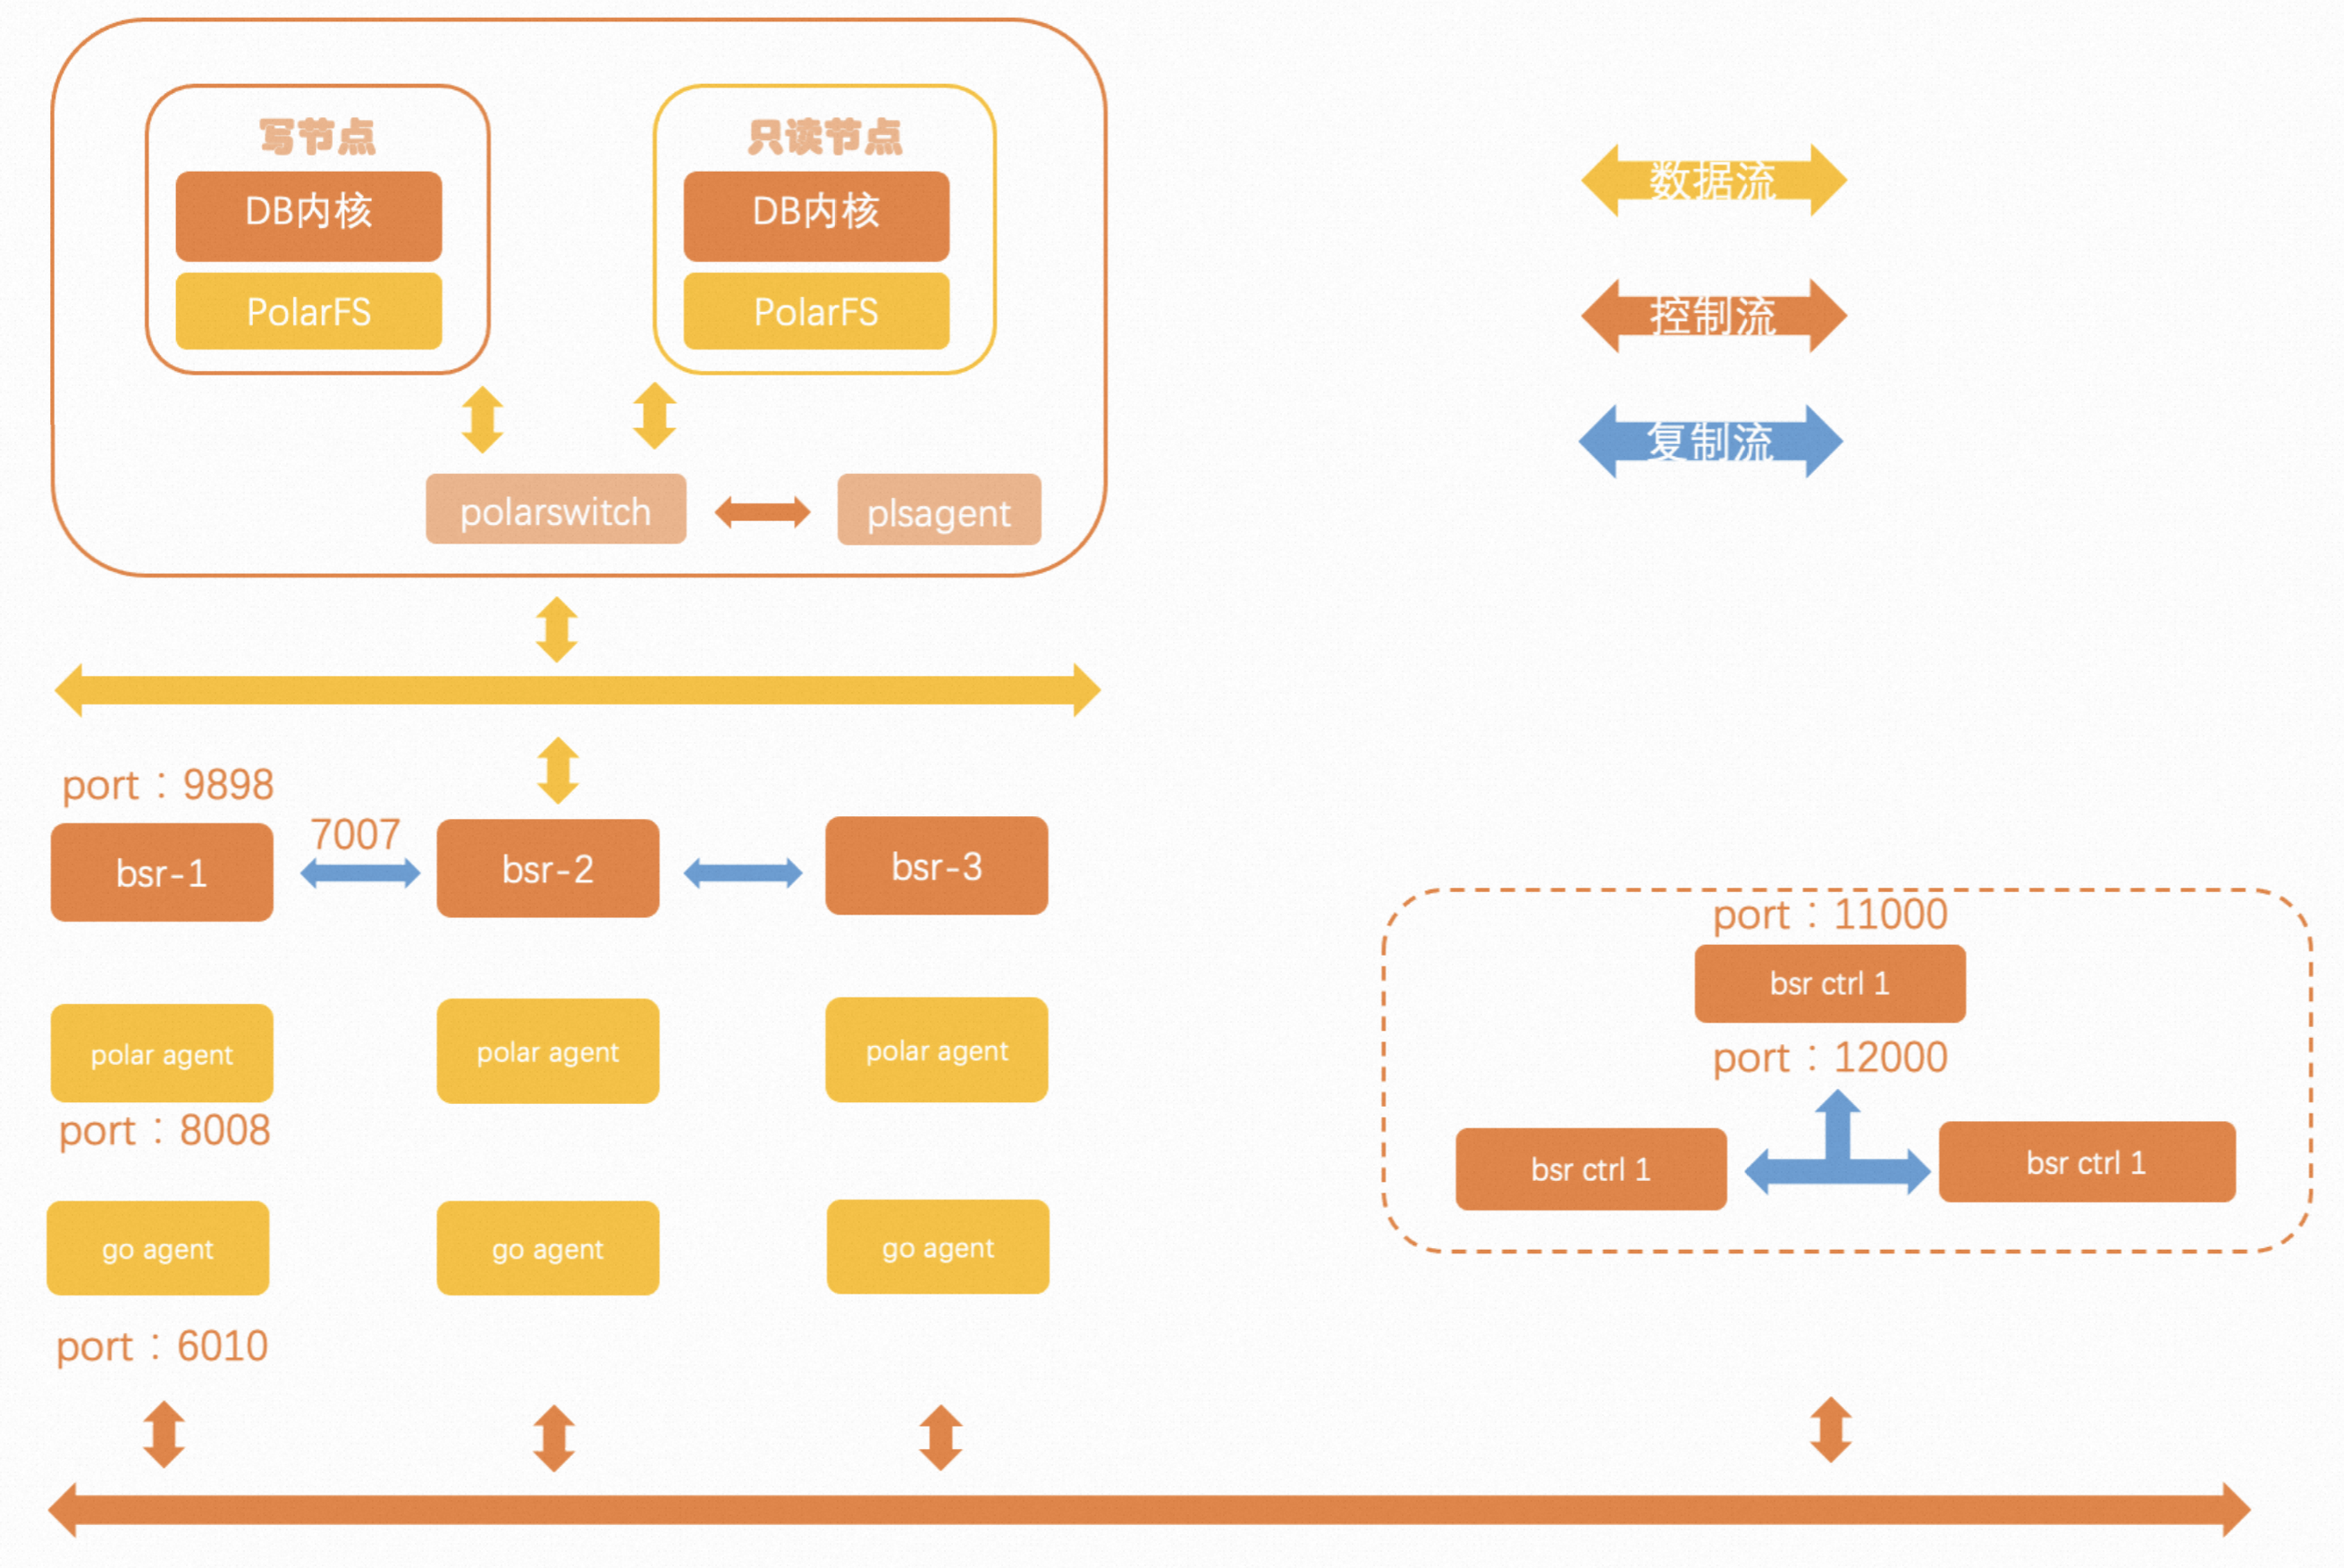 写节点
DB内核
PolarFS
只读节点
DB内核
PolarFS
polarswitch
plsagent
数据流
控制流
复制流
port：9898
bsr-1
7007
bsr-2
bsr-3
polar agent
polar agent
polar agent
port：8008
go agent
go agent
go agent
port：6010
port：11000
bsr ctrl 1
port：12000
bsr ctrl 1
bsr ctrl 1